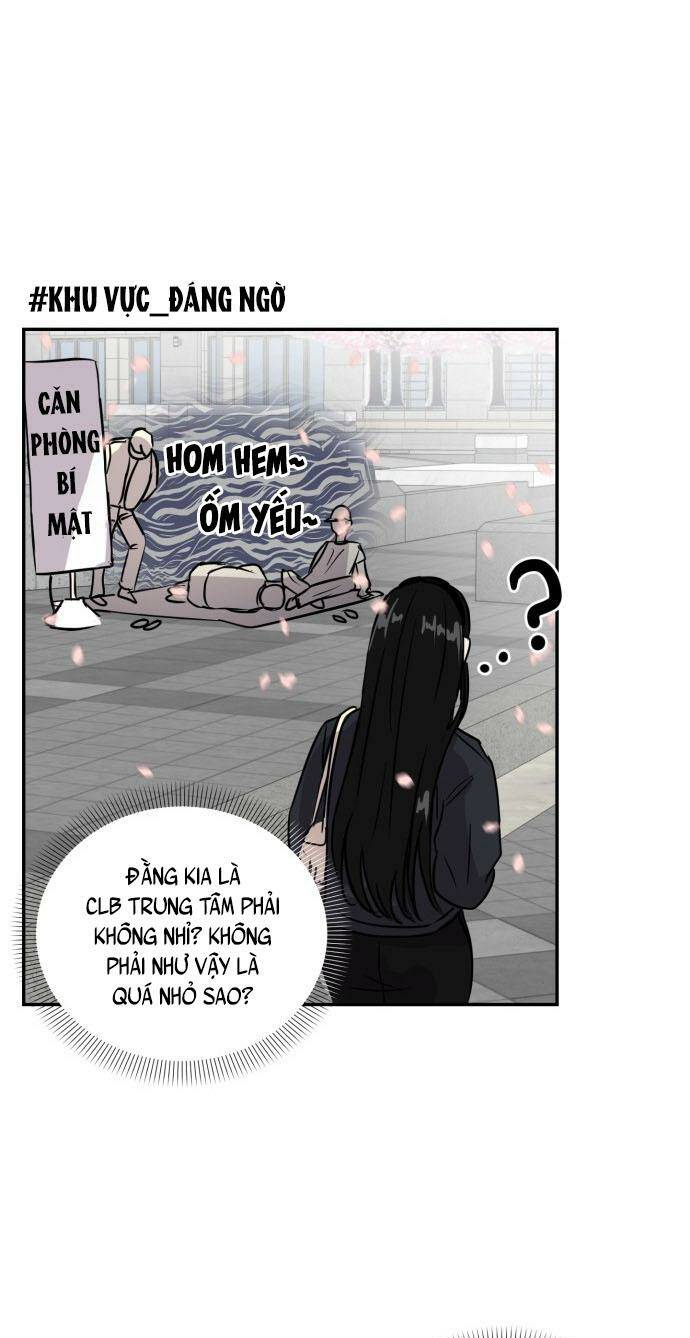 #KHU VỰC_ĐÁNG NGỜ
CĂN
PHÒNG
BÍ
MẬT
HOM HEM~
ỐM YẾU~
..?
ĐẰNG KIA LÀ
CLB TRUNG TÂM PHẢI
KHÔNG NHỈ? KHÔNG
PHẢI NHƯ VẬY LÀ
QUÁ NHỎ SAO?